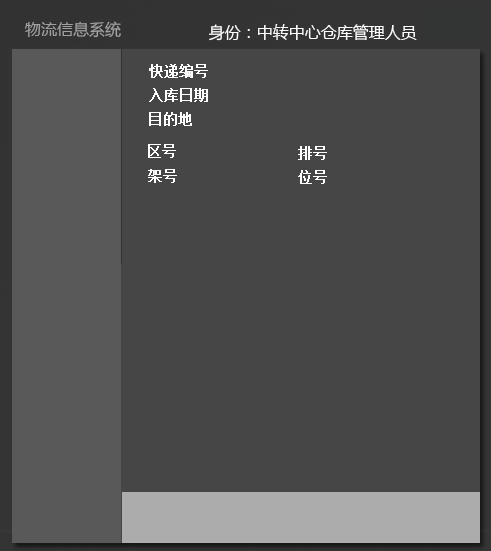 物流信息系统
身份：中转中心仓库管理人员
快递编号
入库日期
目的地
区号 排号
架号 位号